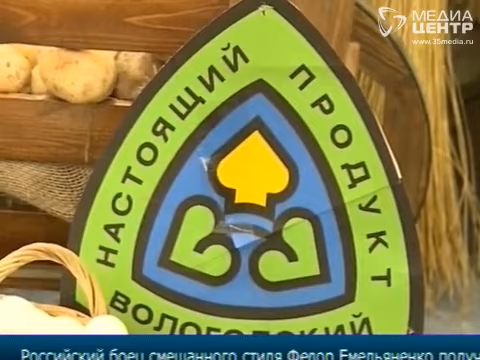 МЕДИА
ЦЕНТР
www.35media.ru
НАСТОЯЩИЙ ПРОДУКТ
ВОЛОГОДСКИЙ
Российский боец смешанного стиля Федор Емельяненко